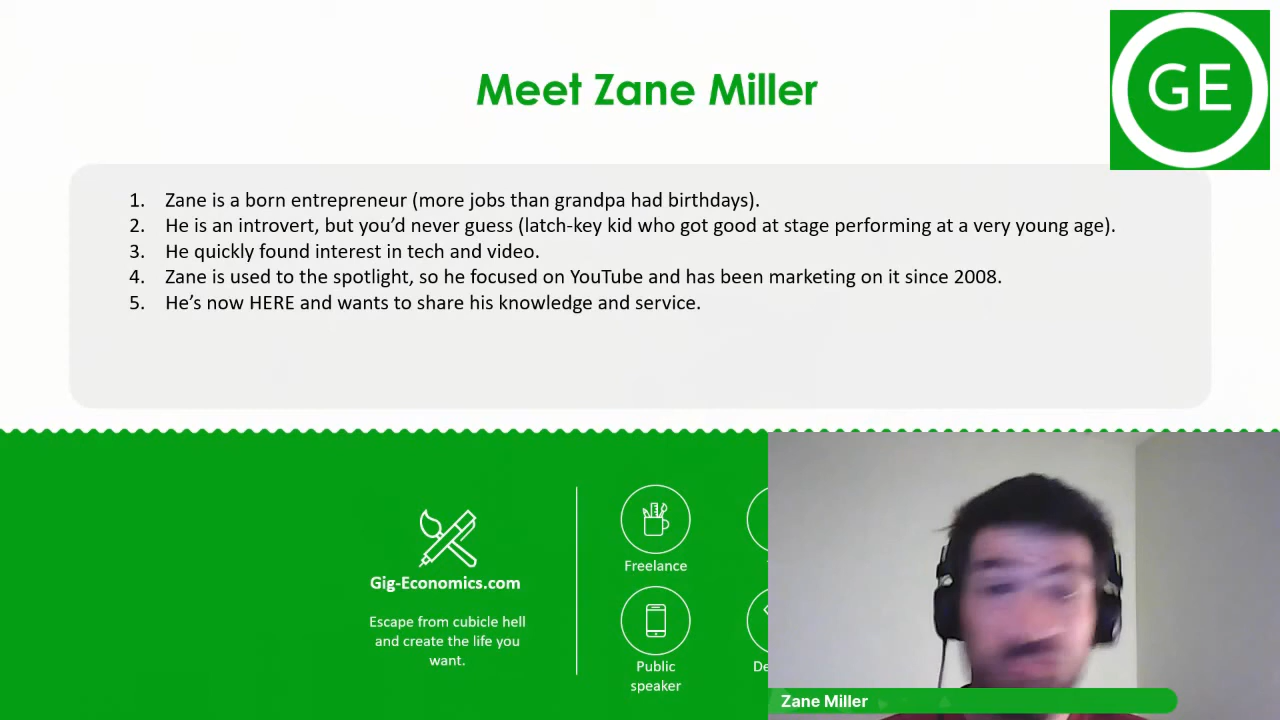 GE
Meet Zane Miller
1. Zane is a born entrepreneur (more jobs than grandpa had birthdays).
2. He is an introvert, but you’d never guess (latch-key kid who got good at stage performing at a very young age).
3. He quickly found interest in tech and video.
4. Zane is used to the spotlight, so he focused on YouTube and has been marketing on it since 2008.
5. He’s now HERE and wants to share his knowledge and service.
Gig-Economics.com
Escape from cubicle hell
and create the life you
want.
Freelance
Public
speaker
Zane Miller